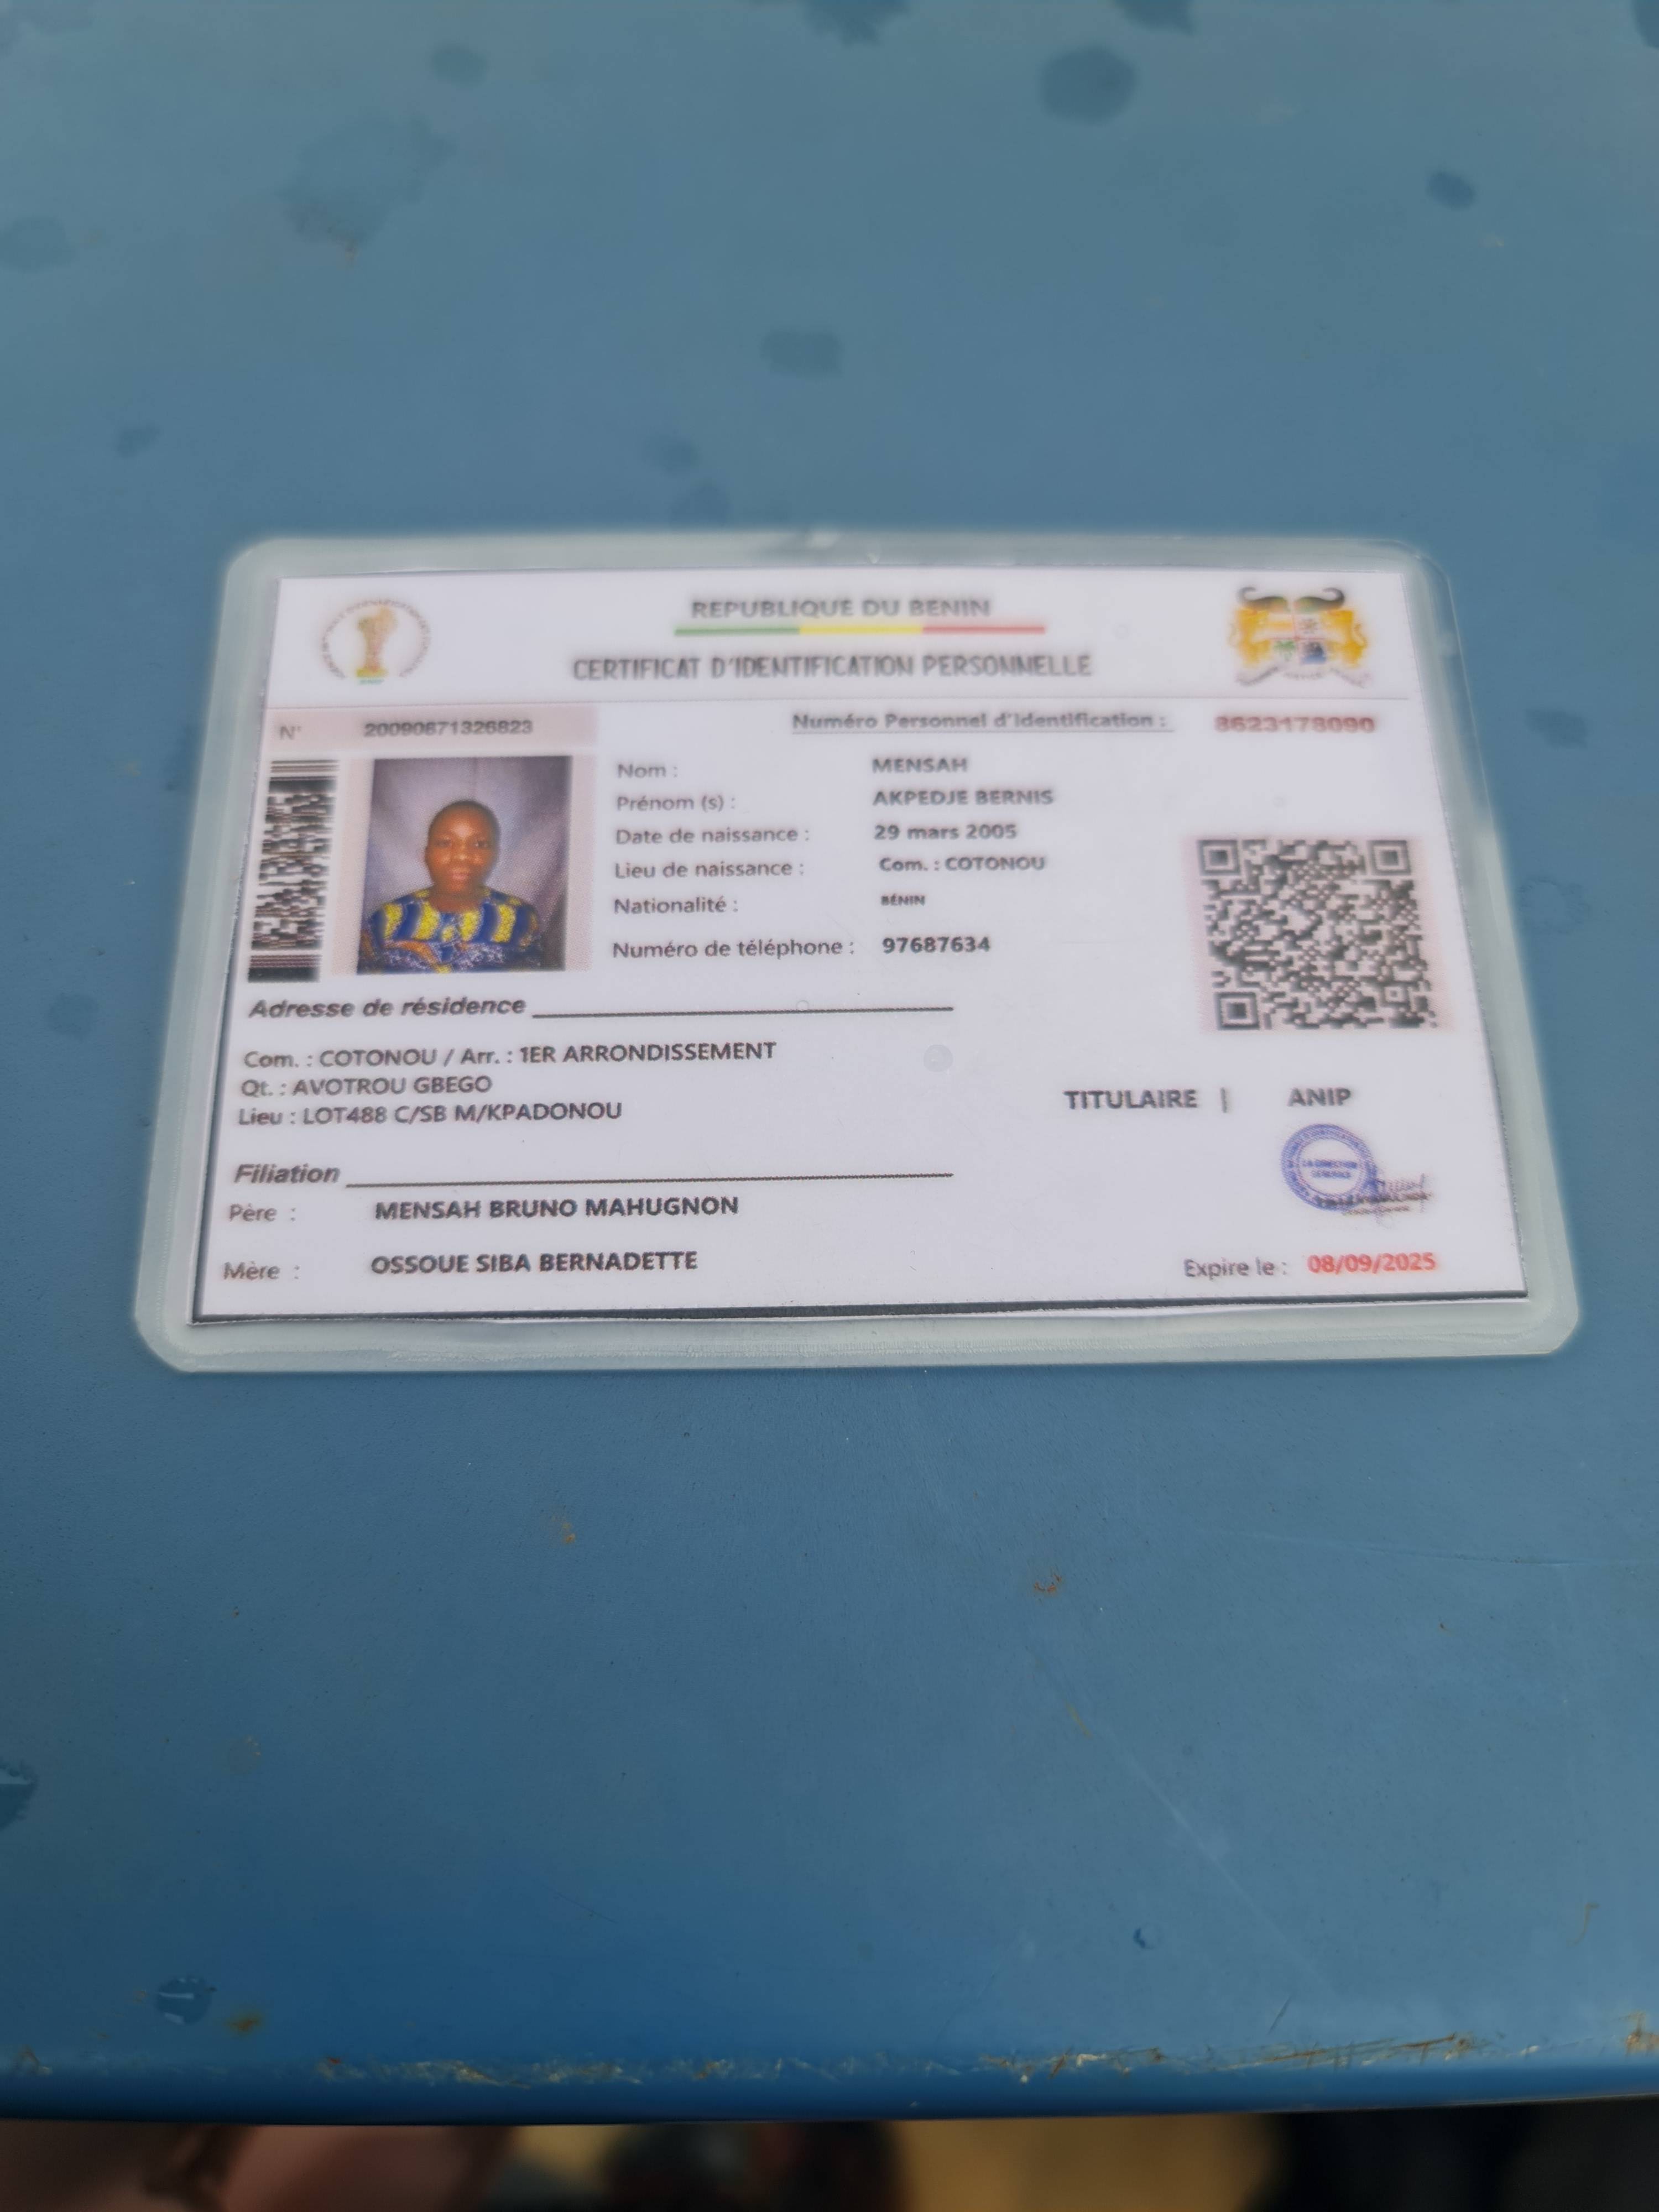 REPUBLIQUE DU BENIN
CERTIFICAT D'IDENTIFICATION PERSONNELLE
N° 20090871326823
Numéro Personnel d'Identification : 8623178090
Nom : MENSAH
Prénom (s) : AKPEDJE BERNIS
Date de naissance : 29 mars 2005
Lieu de naissance : Com. : COTONOU
Nationalité : BÉNIN
Numéro de téléphone : 97687634
Adresse de résidence
Com. : COTONOU / Arr. : 1ER ARRONDISSEMENT
Qt. : AVOTROU GBEGO
Lieu : LOT488 C/SB M/KPADONOU
TITULAIRE | ANIP
Filiation
Père : MENSAH BRUNO MAHUGNON
Mère : OSSOUE SIBA BERNADETTE
Expire le : 08/09/2025